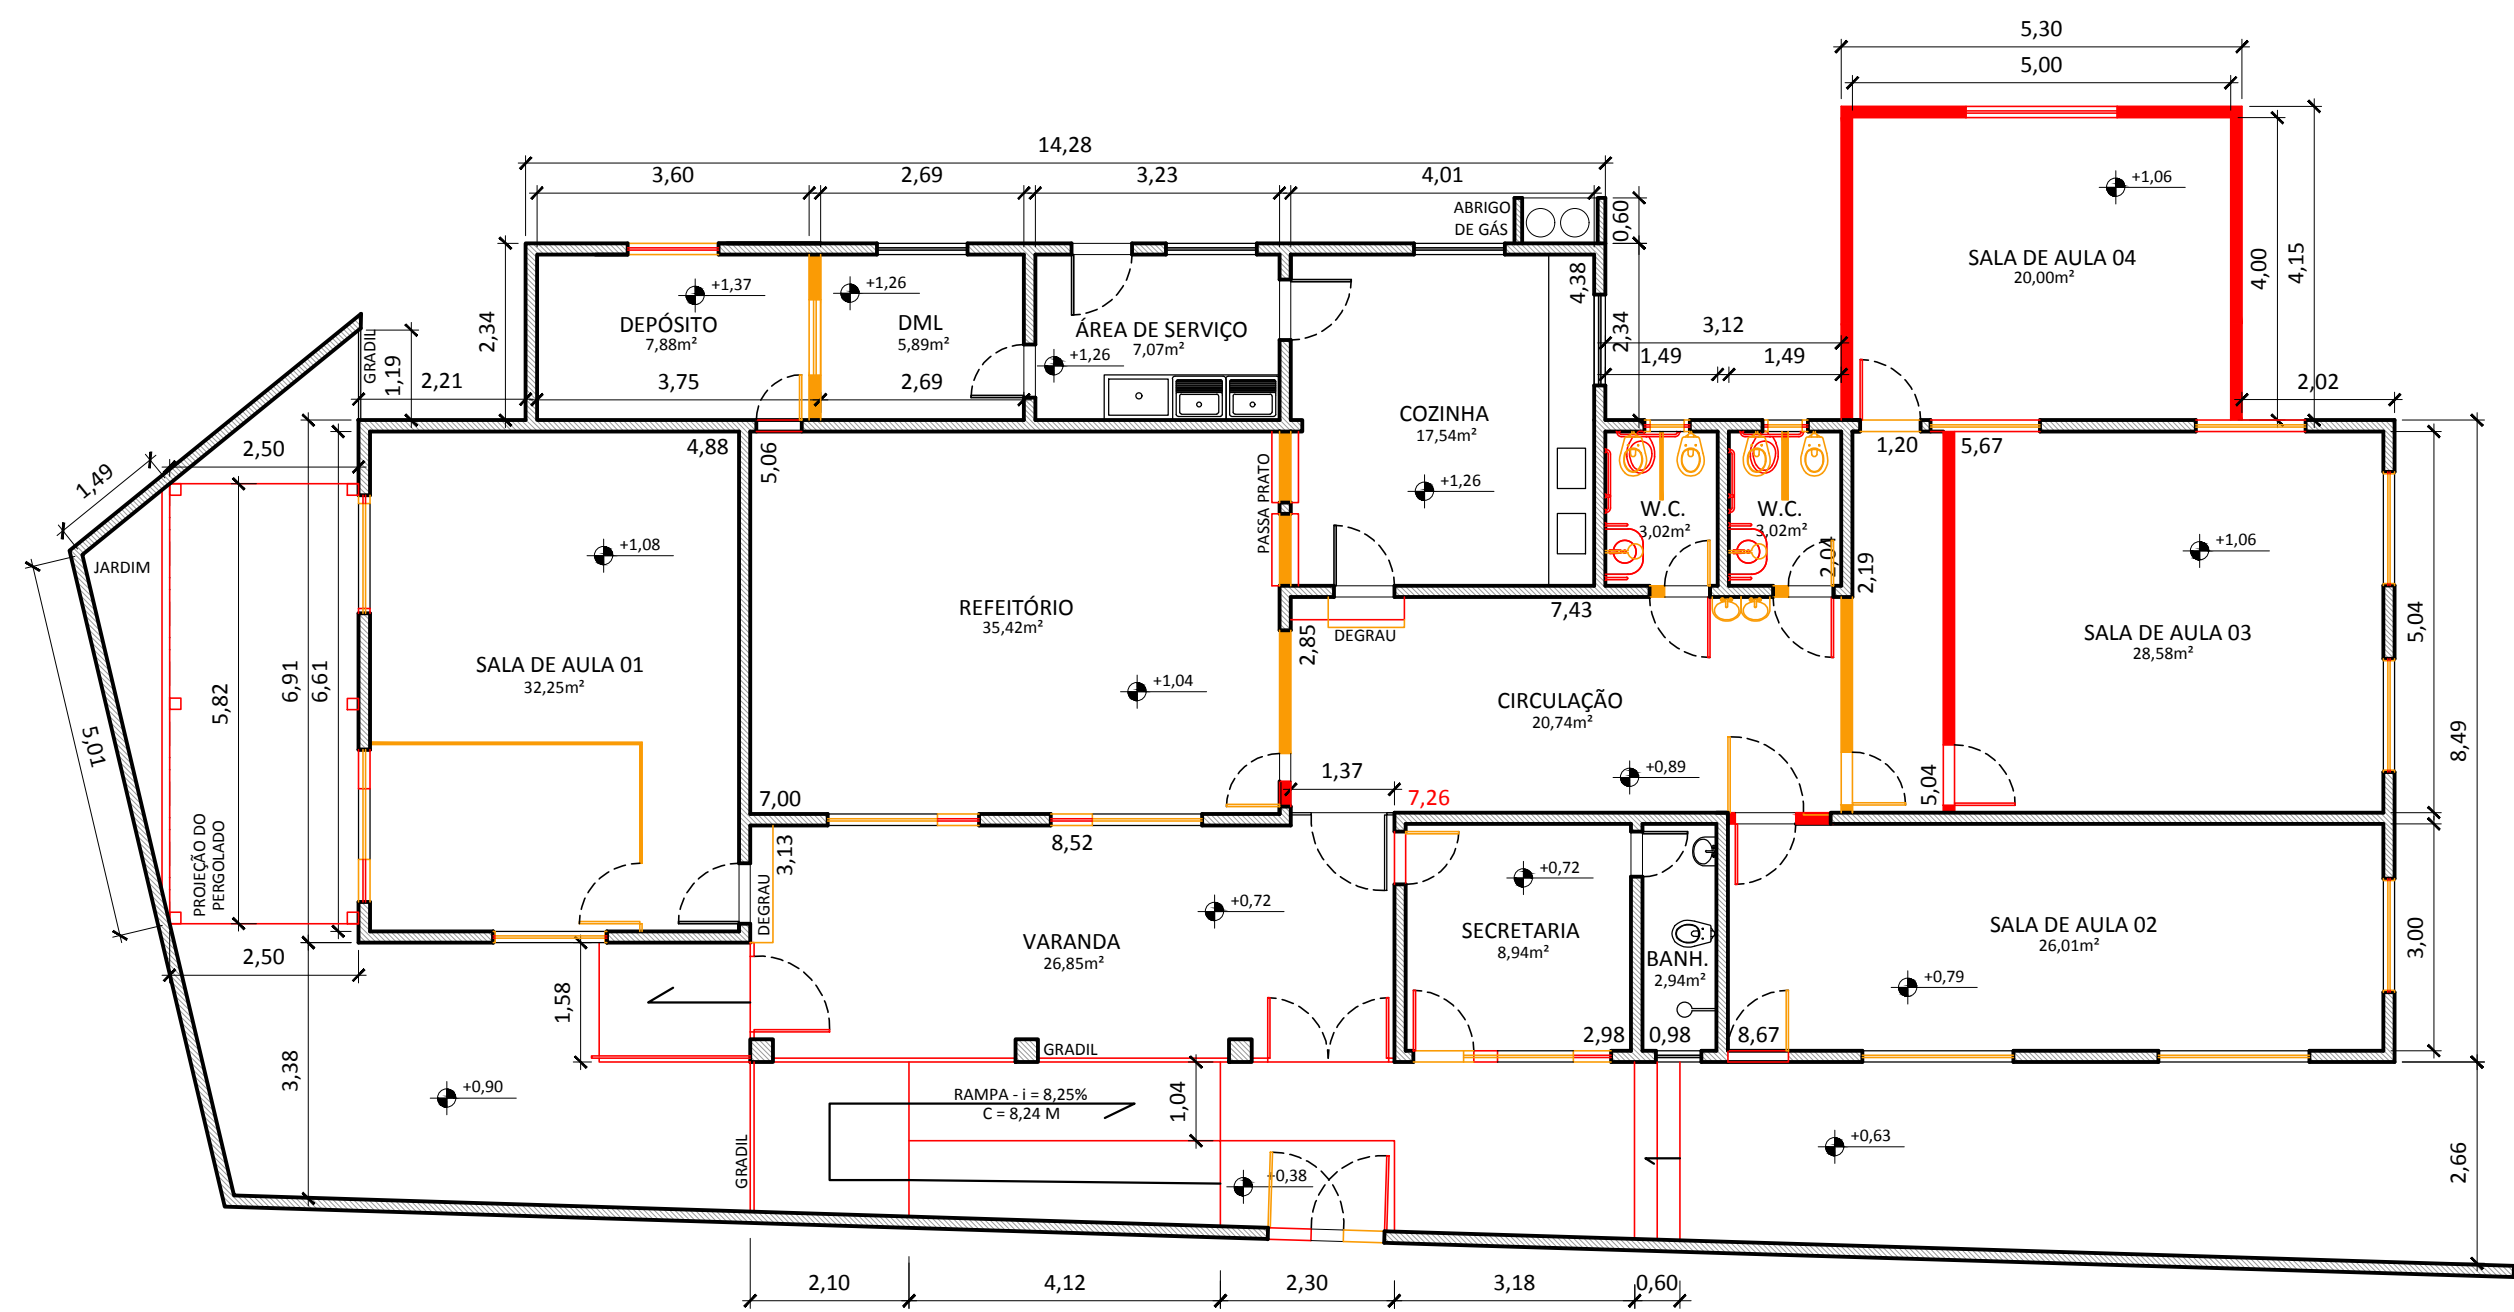 5,30
5,00
14,28
3,60
2,69
3,23
4,01
ABRIGO
DE GÁS
0,60
+1,06
SALA DE AULA 04
20,00m²
4,00
4,15
+1,37
+1,26
DEPÓSITO
7,88m²
DML
5,89m²
ÁREA DE SERVIÇO
7,07m²
+1,26
4,38
2,34
2,34
3,12
1,49
1,49
GRADIL
1,19
2,21
3,75
2,69
2,02
COZINHA
17,54m²
+1,26
2,50
1,49
4,88
5,06
PASSA PRATO
1,20
5,67
W.C.
3,02m²
W.C.
3,02m²
2,04
2,19
JARDIM
+1,08
+1,06
REFEITÓRIO
35,42m²
7,43
DEGRAU
2,85
SALA DE AULA 03
28,58m²
5,04
SALA DE AULA 01
32,25m²
6,91
6,61
5,82
5,01
+1,04
CIRCULAÇÃO
20,74m²
8,49
+0,89
1,37
7,26
5,04
7,00
8,52
3,13
PROJEÇÃO DO
PERGOLADO
DEGRAU
+0,72
+0,72
VARANDA
26,85m²
SECRETARIA
8,94m²
BANH.
2,94m²
SALA DE AULA 02
26,01m²
+0,79
3,00
2,50
1,58
2,98
0,98
8,67
GRADIL
3,38
+0,90
RAMPA - i = 8,25%
C = 8,24 M
1,04
GRADIL
+0,38
+0,63
2,66
2,10
4,12
2,30
3,18
0,60